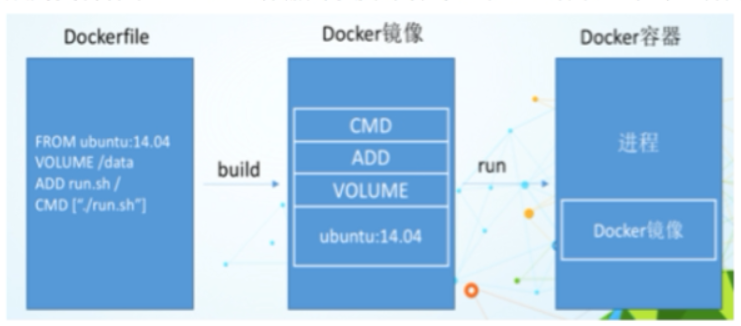 Dockerfile
FROM ubuntu:14.04
VOLUME /data
ADD run.sh /
CMD ["./run.sh"]
build
Docker镜像
CMD
ADD
VOLUME
ubuntu:14.04
run
Docker容器
进程
Docker镜像